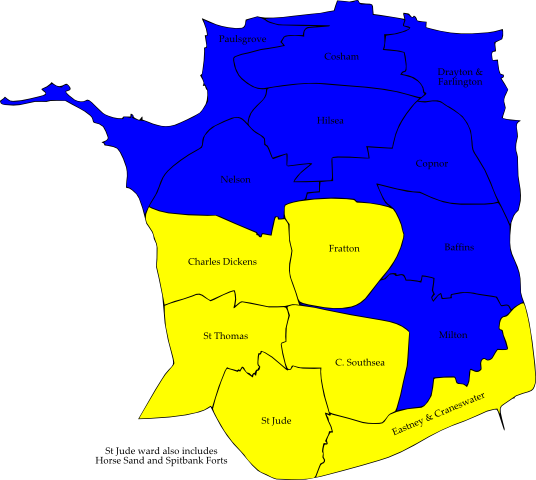 Paulsgrove
Cosham
Drayton &
Farlington
Hilsea
Copnor
Nelson
Baffins
Fratton
Charles Dickens
St Thomas
Milton
C. Southsea
Eastney & Craneswater
St Jude
St Jude ward also includes
Horse Sand and Spitbank Forts